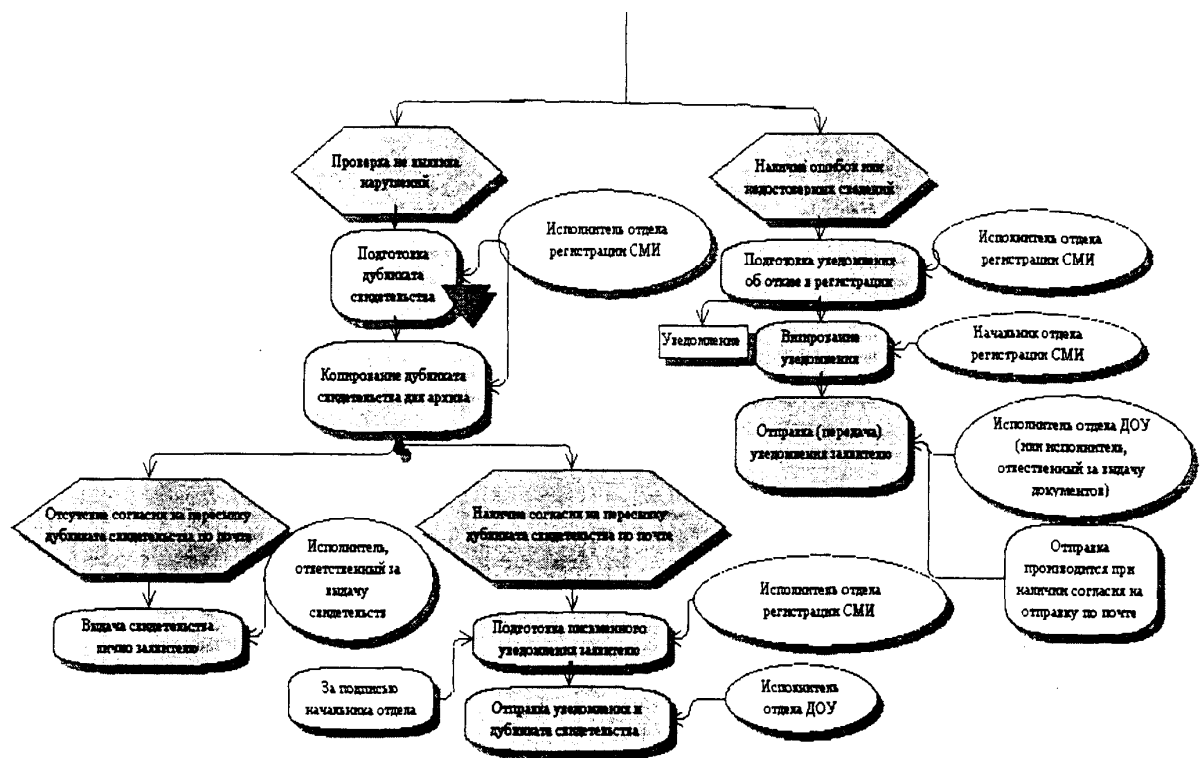 Проверка не выявила
нарушений
Наличие ошибок или
недостоверных сведений
Исполнитель отдела
регистрации СМИ
Подготовка
дубликата
свидетельства
Подготовка уведомления
об отказе в регистрации
Исполнитель отдела
регистрации СМИ
Уведомление
Визирование
уведомления
Начальник отдела
регистрации СМИ
Копирование дубликата
свидетельства для архива
Отправка (передача)
уведомления заявителю
Исполнитель отдела ДОУ
(или исполнитель,
отвественный за выдачу
документов)
Отсутствие согласия на пересылку
дубликата свидетельства по почте
Наличие согласия на пересылку
дубликата свидетельства по почте
Исполнитель,
ответственный за
выдачу
свидетельств
Отправка
производится при
наличии согласия на
отправку по почте
Исполнитель отдела
регистрации СМИ
Выдача свидетельства
лично заявителю
Подготовка письменного
уведомления заявителю
За подписью
начальника отдела
Отправка уведомления и
дубликата свидетельства
Исполнитель
отдела ДОУ